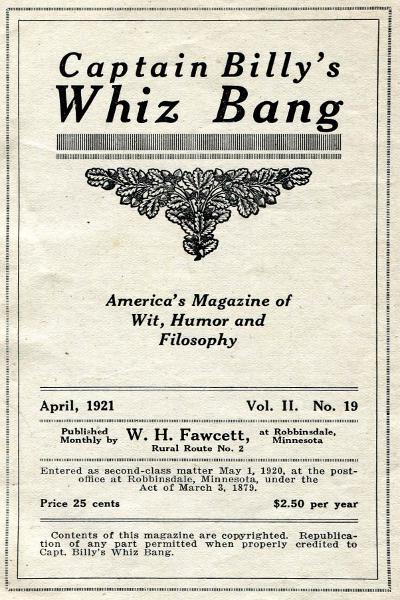 Captain Billy's
Whiz Bang
America's Magazine of
Wit, Humor and
Filosophy
April, 1921 Vol. II. No. 19
Published
Monthly by W. H. Fawcett, at Robbinsdale,
Rural Route No. 2 Minnesota
Entered as second-class matter May 1, 1920, at the post-
office at Robbinsdale, Minnesota, under the
Act of March 3, 1879.
Price 25 cents $2.50 per year
Contents of this magazine are copyrighted. Republica-
tion of any part permitted when properly credited to
Capt. Billy's Whiz Bang.